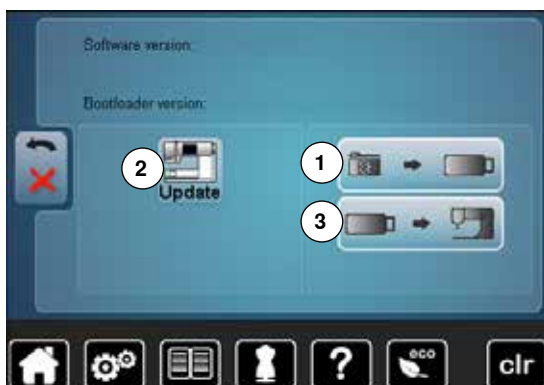 Software version:
Bootloader version:
2
Update
1
3
?
eco
clr